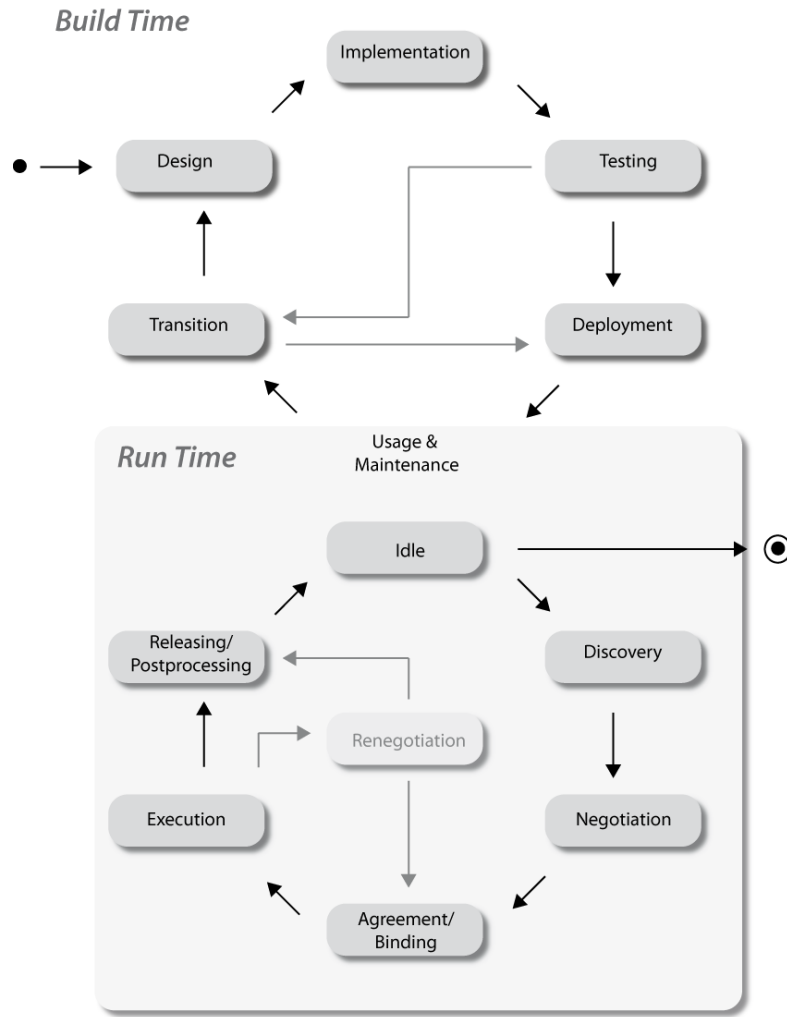 Build Time
Implementation
Design
Testing
Transition
Deployment
Usage &
Maintenance
Run Time
Idle
Releasing/
Postprocessing
Discovery
Renegotiation
Execution
Negotiation
Agreement/
Binding